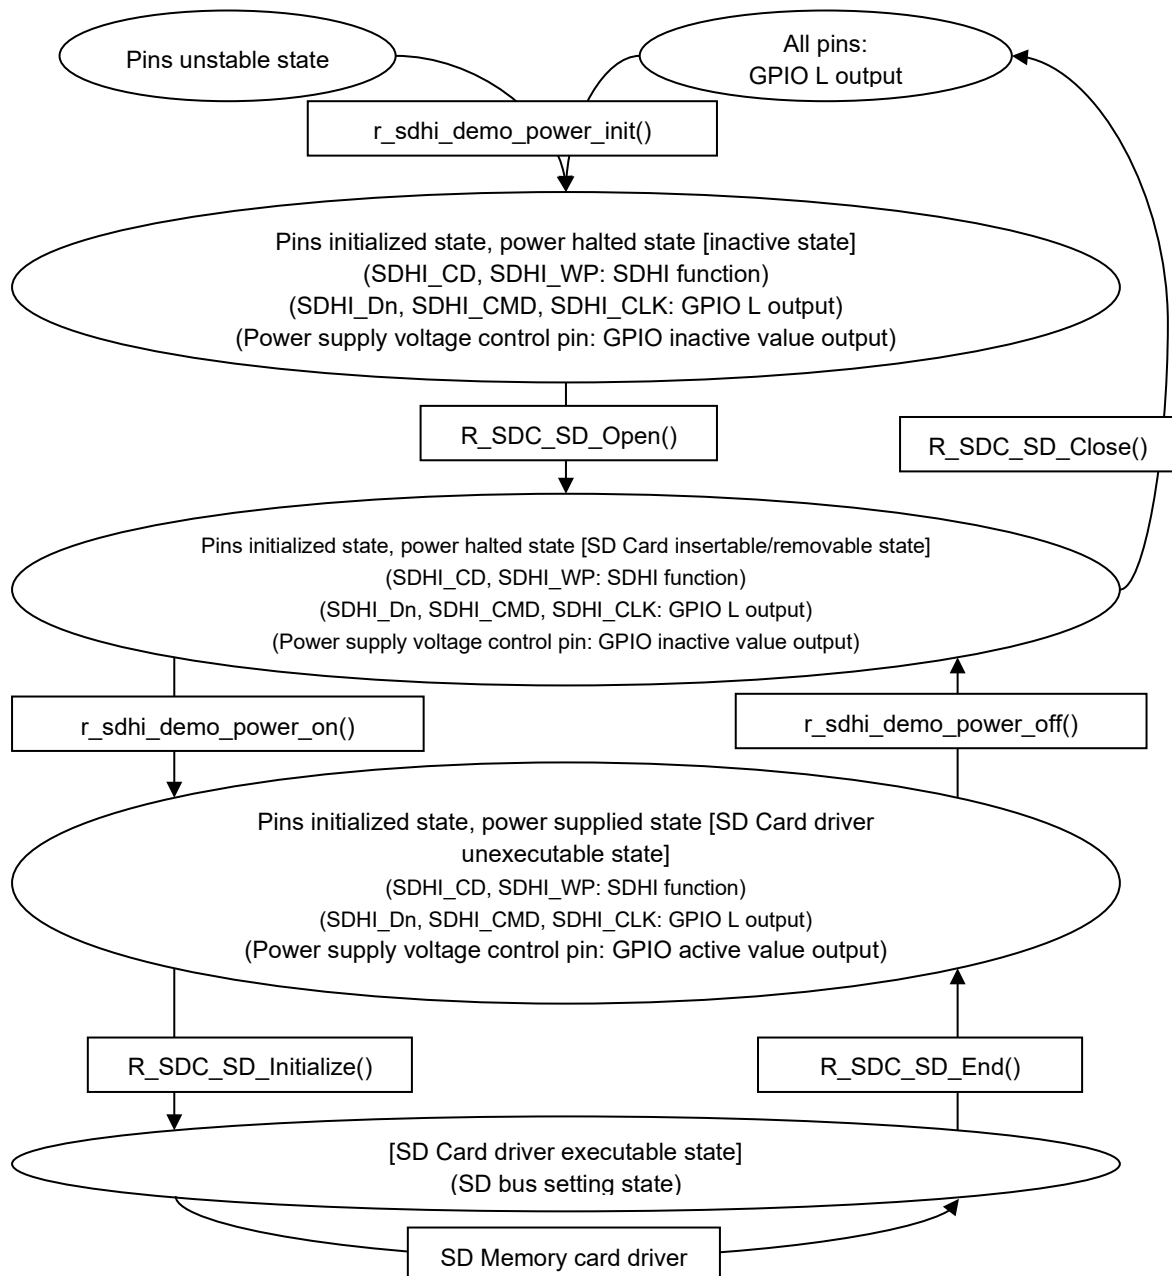 Pins unstable state
All pins:
GPIO L output
r_sdhi_demo_power_init()
Pins initialized state, power halted state [inactive state]
(SDHI_CD, SDHI_WP: SDHI function)
(SDHI_Dn, SDHI_CMD, SDHI_CLK: GPIO L output)
(Power supply voltage control pin: GPIO inactive value output)
R_SDC_SD_Open()
R_SDC_SD_Close()
Pins initialized state, power halted state [SD Card insertable/removable state]
(SDHI_CD, SDHI_WP: SDHI function)
(SDHI_Dn, SDHI_CMD, SDHI_CLK: GPIO L output)
(Power supply voltage control pin: GPIO inactive value output)
r_sdhi_demo_power_on()
r_sdhi_demo_power_off()
Pins initialized state, power supplied state [SD Card driver
unexecutable state]
(SDHI_CD, SDHI_WP: SDHI function)
(SDHI_Dn, SDHI_CMD, SDHI_CLK: GPIO L output)
(Power supply voltage control pin: GPIO active value output)
R_SDC_SD_Initialize()
R_SDC_SD_End()
[SD Card driver executable state]
(SD bus setting state)
SD Memory card driver